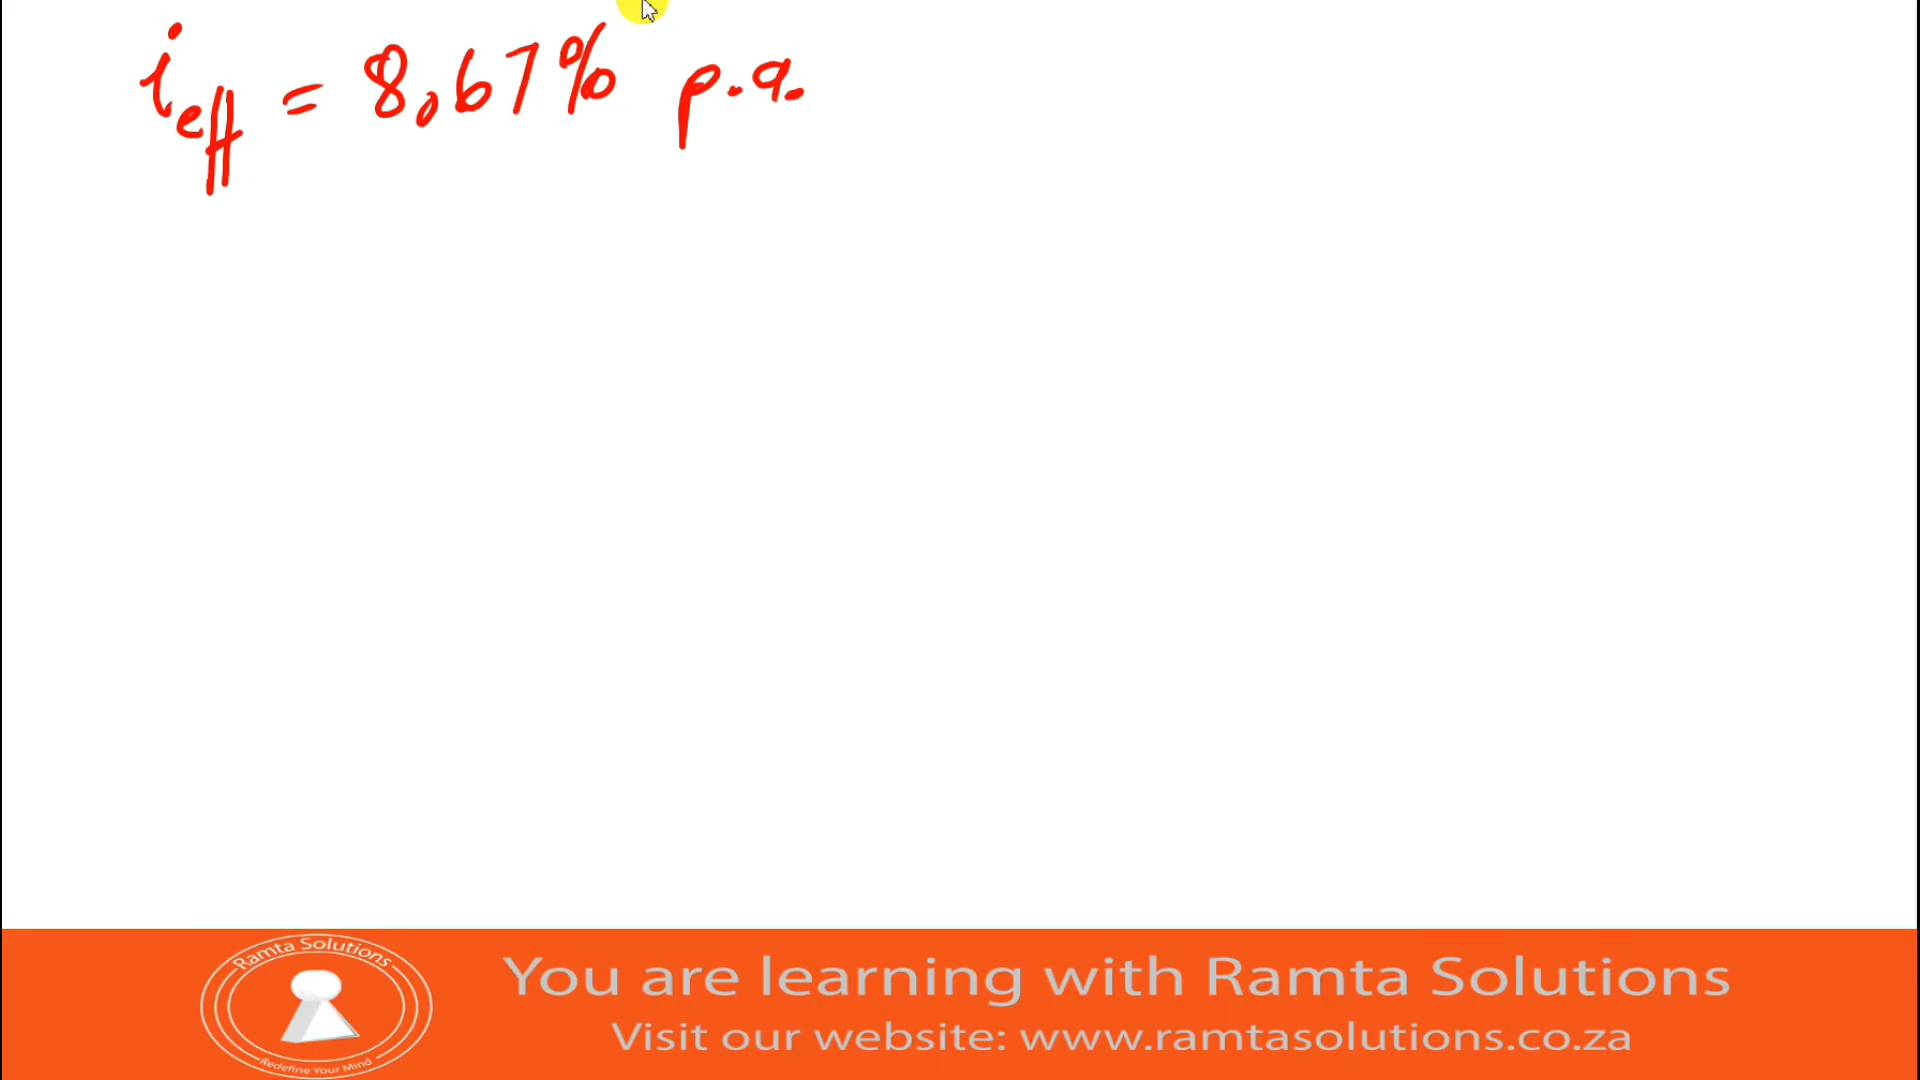 i_eff = 8,67% p.a.
You are learning with Ramta Solutions
Visit our website: www.ramtasolutions.co.za
Ramta Solutions
Redefine Your Mind